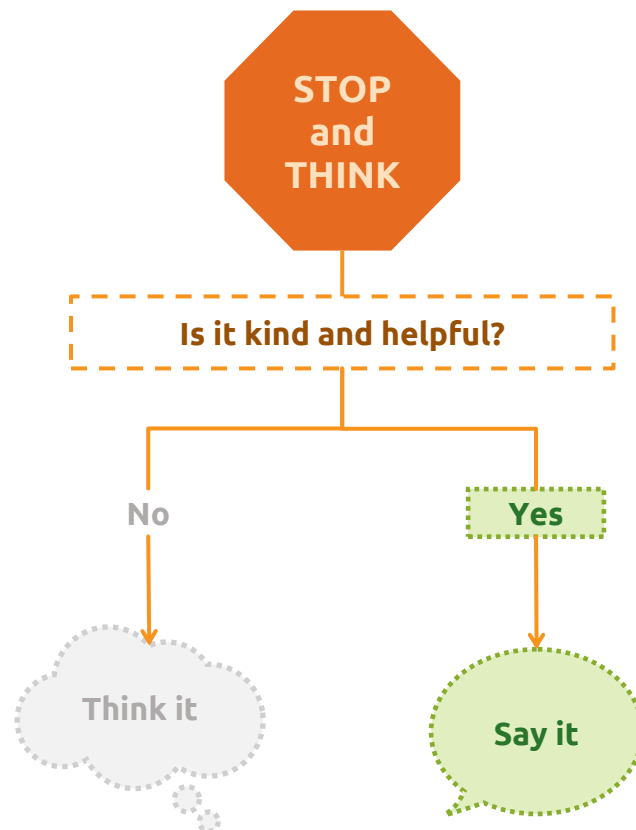 STOP
and
THINK
Is it kind and helpful?
No
Yes
Think it
Say it